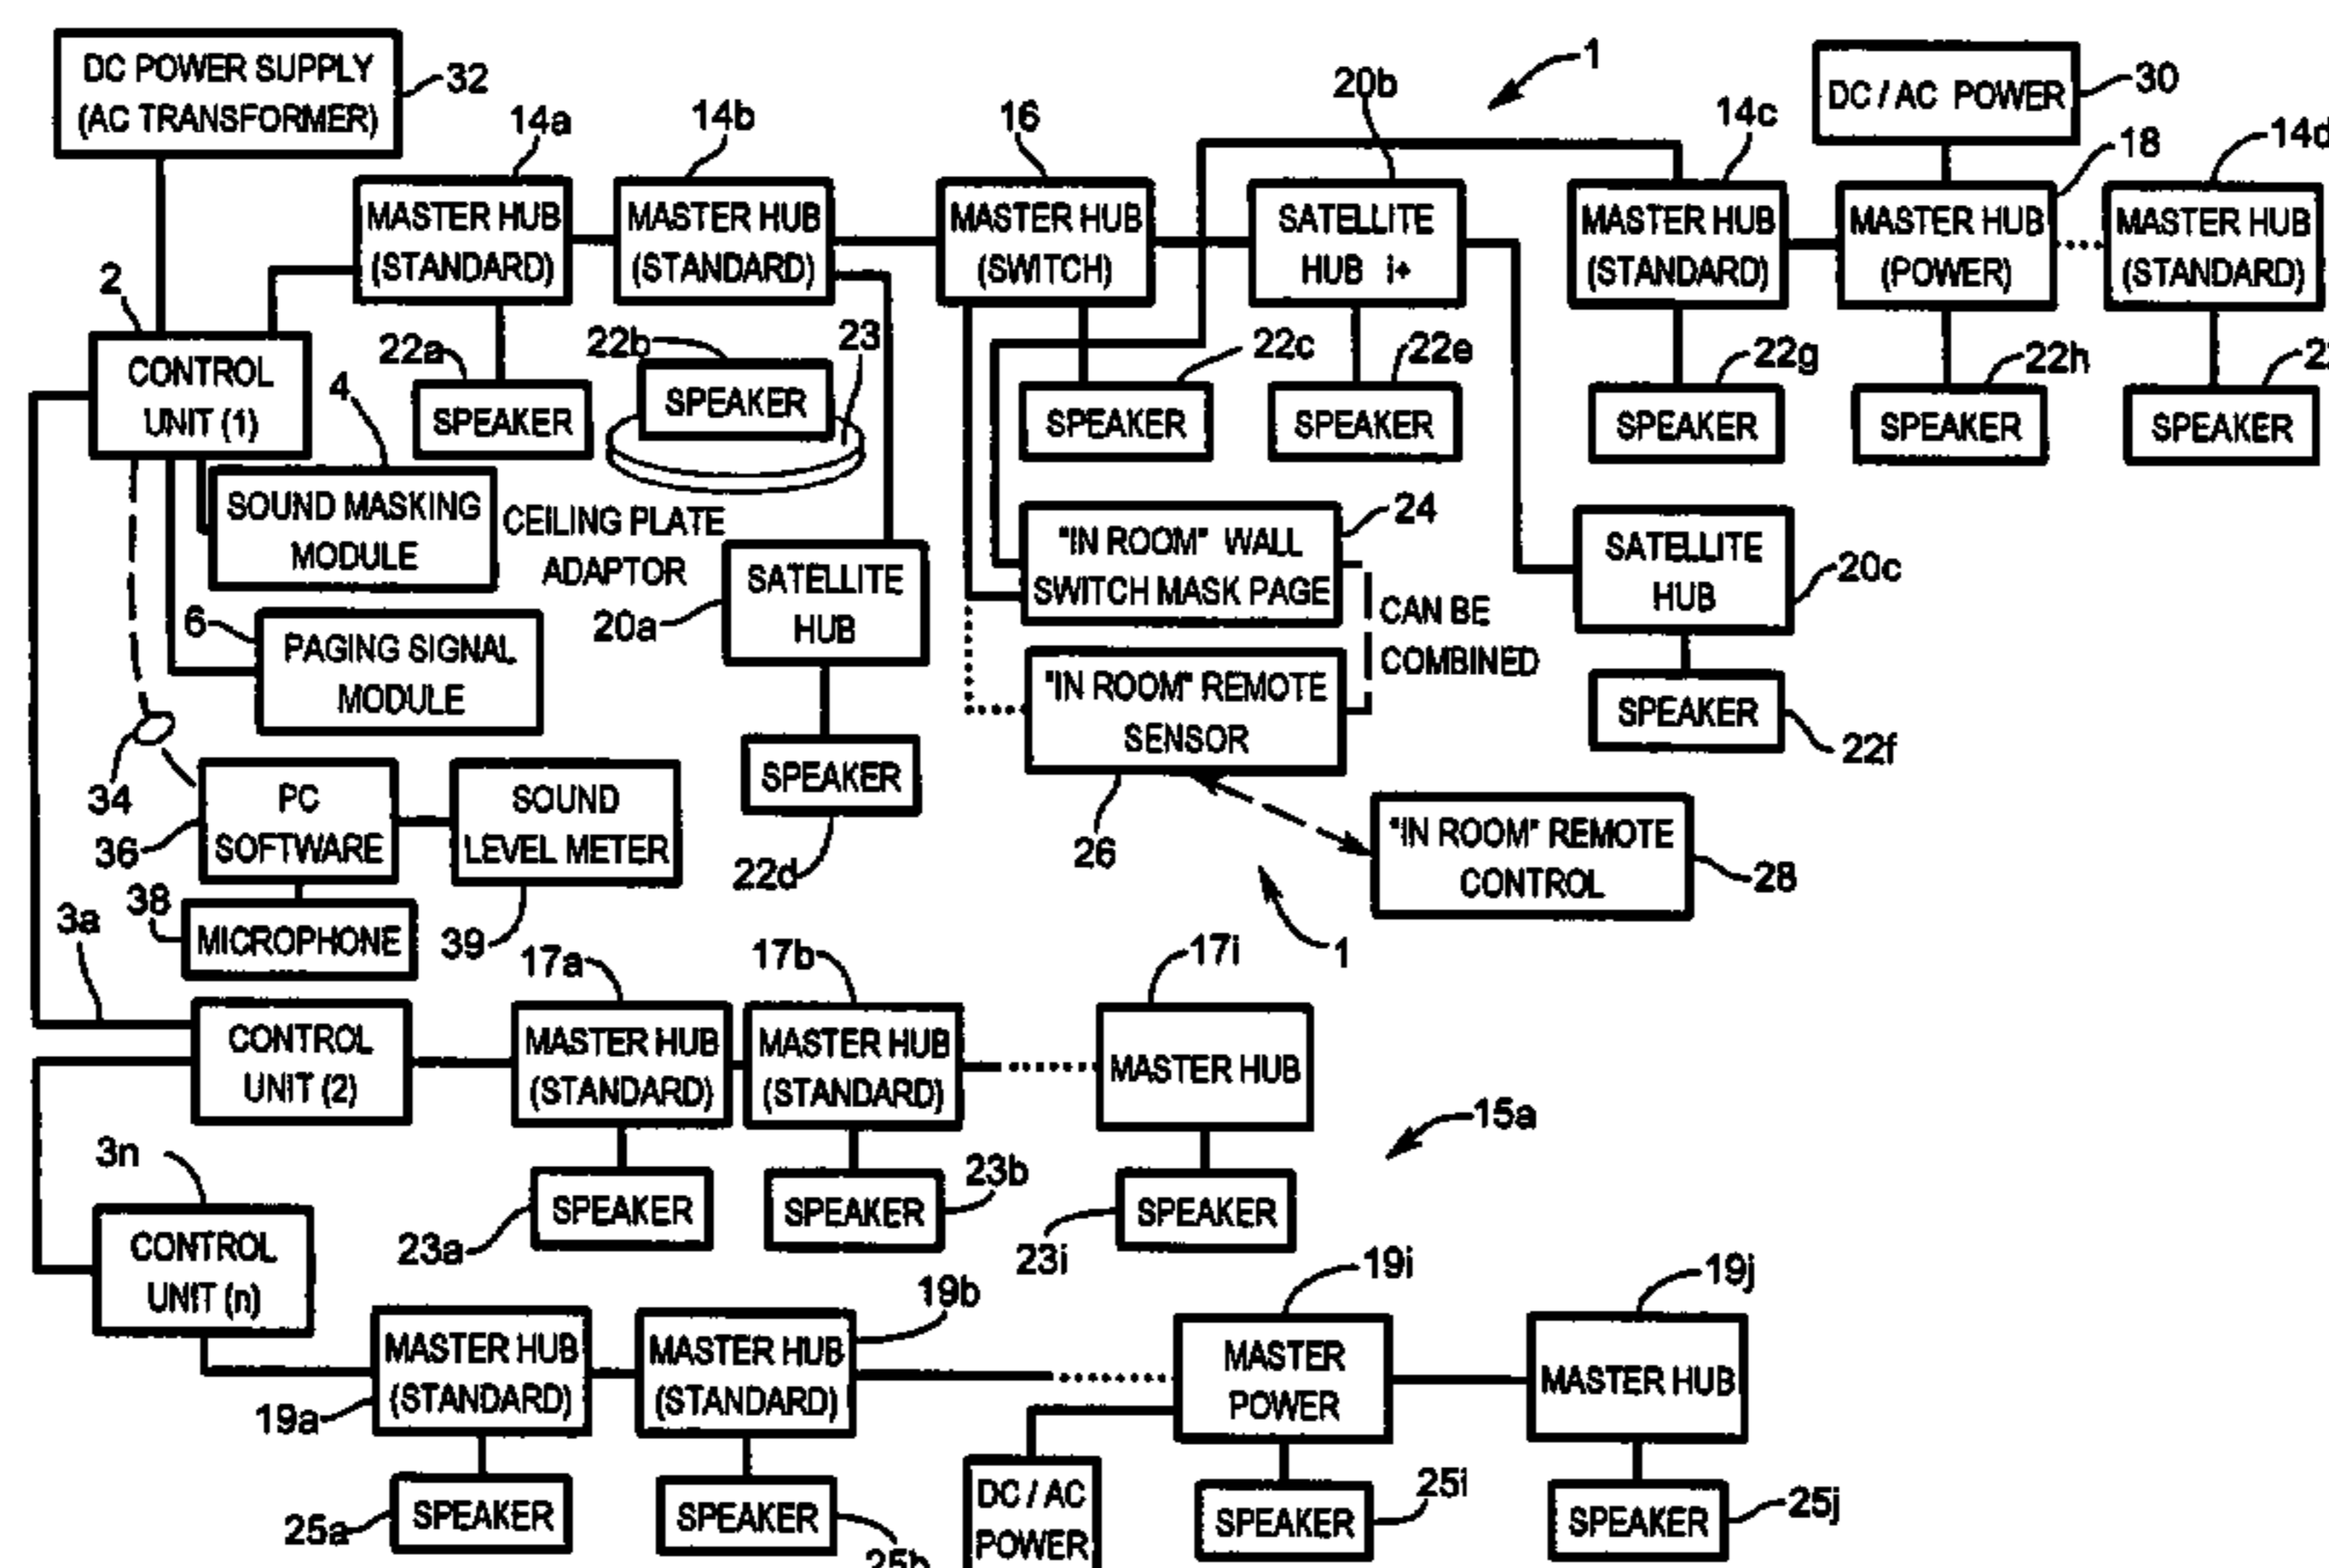 DC POWER SUPPLY
(AC TRANSFORMER)
32
14a
14b
16
20b
1
14c
DC / AC POWER
30
18
14d
MASTER HUB
(STANDARD)
MASTER HUB
(STANDARD)
MASTER HUB
(SWITCH)
SATELLITE
HUB i+
MASTER HUB
(STANDARD)
MASTER HUB
(POWER)
MASTER HUB
(STANDARD)
2
CONTROL
UNIT (1)
22a
SPEAKER
22b
SPEAKER
23
22c
SPEAKER
22e
SPEAKER
22g
SPEAKER
22h
SPEAKER
SPEAKER
4
SOUND MASKING
MODULE
CEILING PLATE
ADAPTOR
SATELLITE
HUB
20a
"IN ROOM" WALL
SWITCH MASK PAGE
24
CAN BE
COMBINED
SATELLITE
HUB
20c
6
PAGING SIGNAL
MODULE
"IN ROOM" REMOTE
SENSOR
SPEAKER
22f
34
PC
SOFTWARE
36
SOUND
LEVEL METER
SPEAKER
22d
26
"IN ROOM" REMOTE
CONTROL
28
38
MICROPHONE
39
1
3a
17a
17b
17i
CONTROL
UNIT (2)
MASTER HUB
(STANDARD)
MASTER HUB
(STANDARD)
MASTER HUB
15a
3n
SPEAKER
23a
SPEAKER
23b
SPEAKER
23i
CONTROL
UNIT (n)
19b
19i
19j
MASTER HUB
(STANDARD)
19a
MASTER HUB
(STANDARD)
MASTER
POWER
MASTER HUB
SPEAKER
25a
SPEAKER
25b
DC / AC
POWER
SPEAKER
25i
SPEAKER
25j